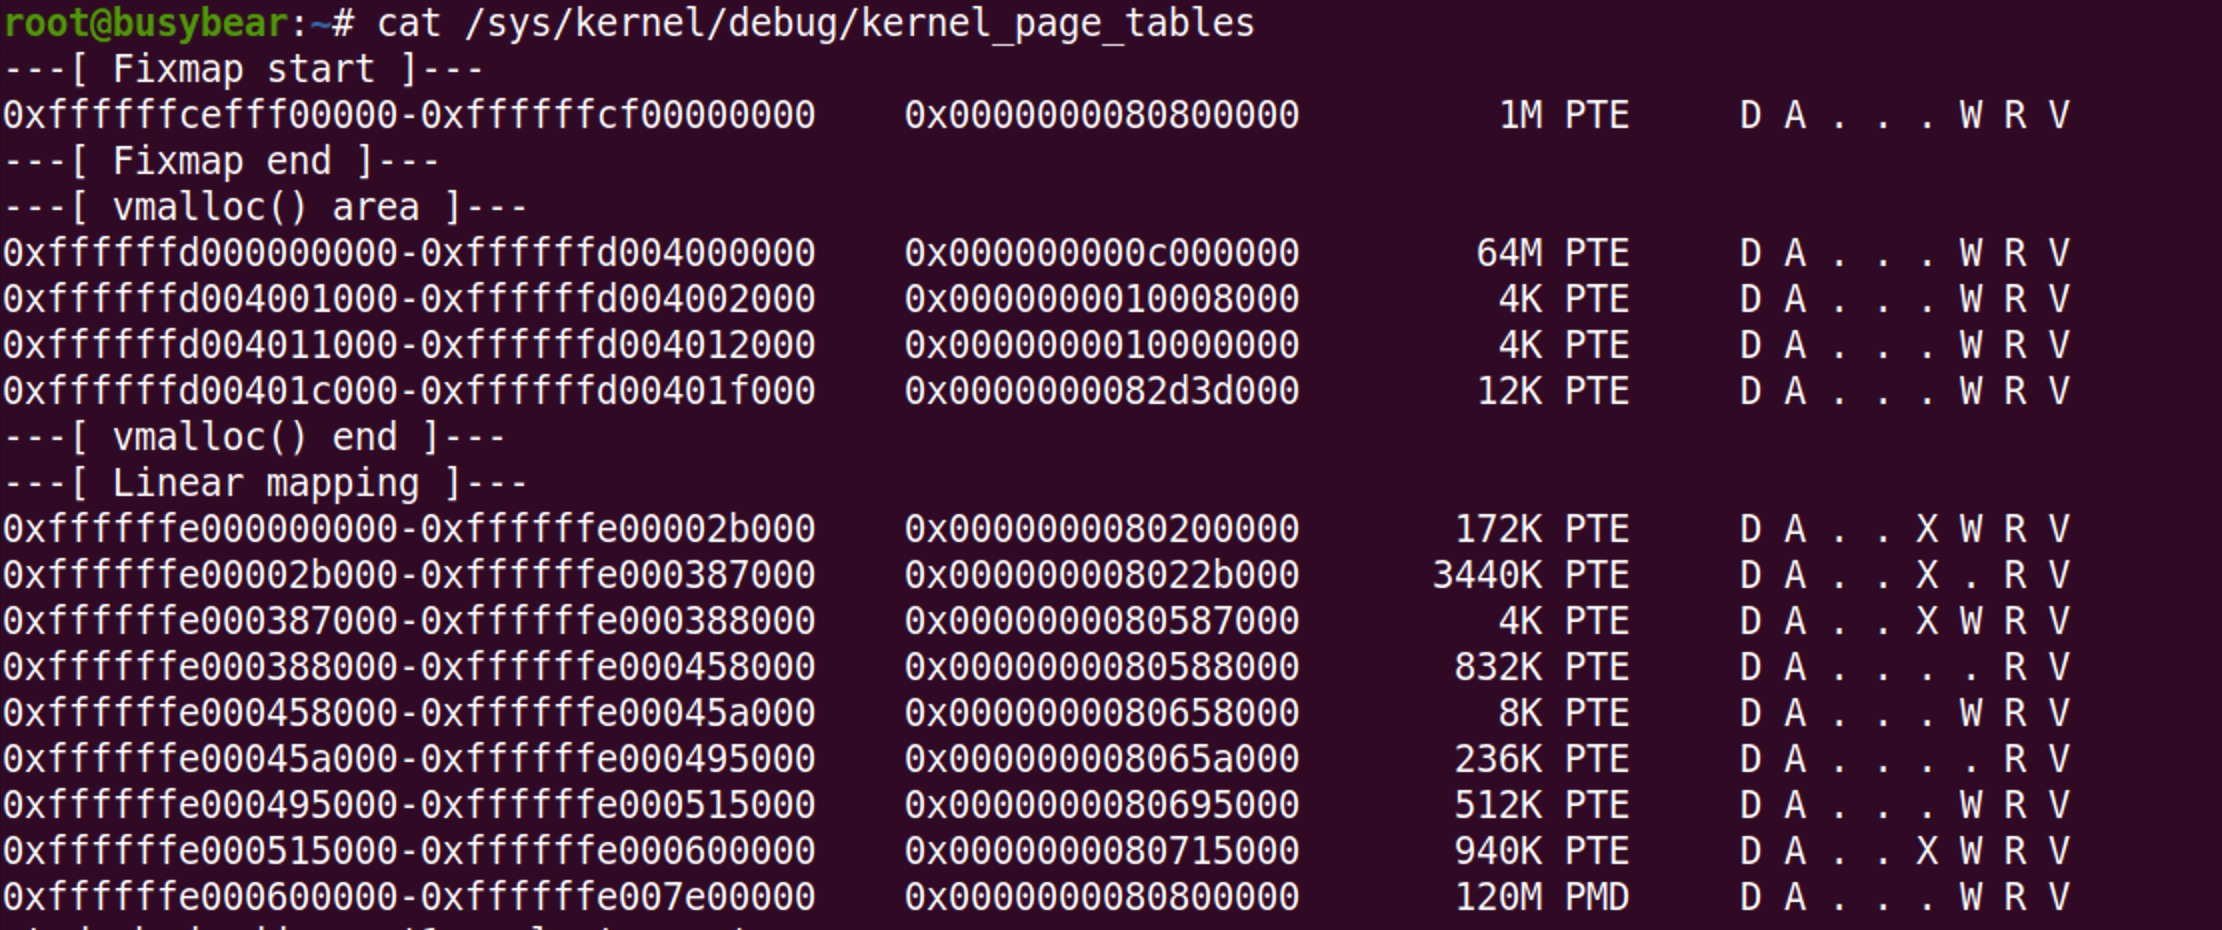 root@busybear:~# cat /sys/kernel/debug/kernel_page_tables
---[ Fixmap start ]---
0xffffffcefff00000-0xffffffcf00000000    0x0000000080800000         1M PTE     D A . . . W R V
---[ Fixmap end ]---
---[ vmalloc() area ]---
0xffffffd000000000-0xffffffd004000000    0x000000000c000000        64M PTE     D A . . . W R V
0xffffffd004001000-0xffffffd004002000    0x0000000010008000         4K PTE     D A . . . W R V
0xffffffd004011000-0xffffffd004012000    0x0000000010000000         4K PTE     D A . . . W R V
0xffffffd00401c000-0xffffffd00401f000    0x0000000082d3d000        12K PTE     D A . . . W R V
---[ vmalloc() end ]---
---[ Linear mapping ]---
0xffffffe000000000-0xffffffe00002b000    0x0000000080200000       172K PTE     D A . . X W R V
0xffffffe00002b000-0xffffffe000387000    0x000000008022b000      3440K PTE     D A . . X . R V
0xffffffe000387000-0xffffffe000388000    0x0000000080587000         4K PTE     D A . . X W R V
0xffffffe000388000-0xffffffe000458000    0x0000000080588000       832K PTE     D A . . . . R V
0xffffffe000458000-0xffffffe00045a000    0x0000000080658000         8K PTE     D A . . . W R V
0xffffffe00045a000-0xffffffe000495000    0x000000008065a000       236K PTE     D A . . . . R V
0xffffffe000495000-0xffffffe000515000    0x0000000080695000       512K PTE     D A . . . W R V
0xffffffe000515000-0xffffffe000600000    0x0000000080715000       940K PTE     D A . . X W R V
0xffffffe000600000-0xffffffe007e00000    0x0000000080800000       120M PMD     D A . . . W R V